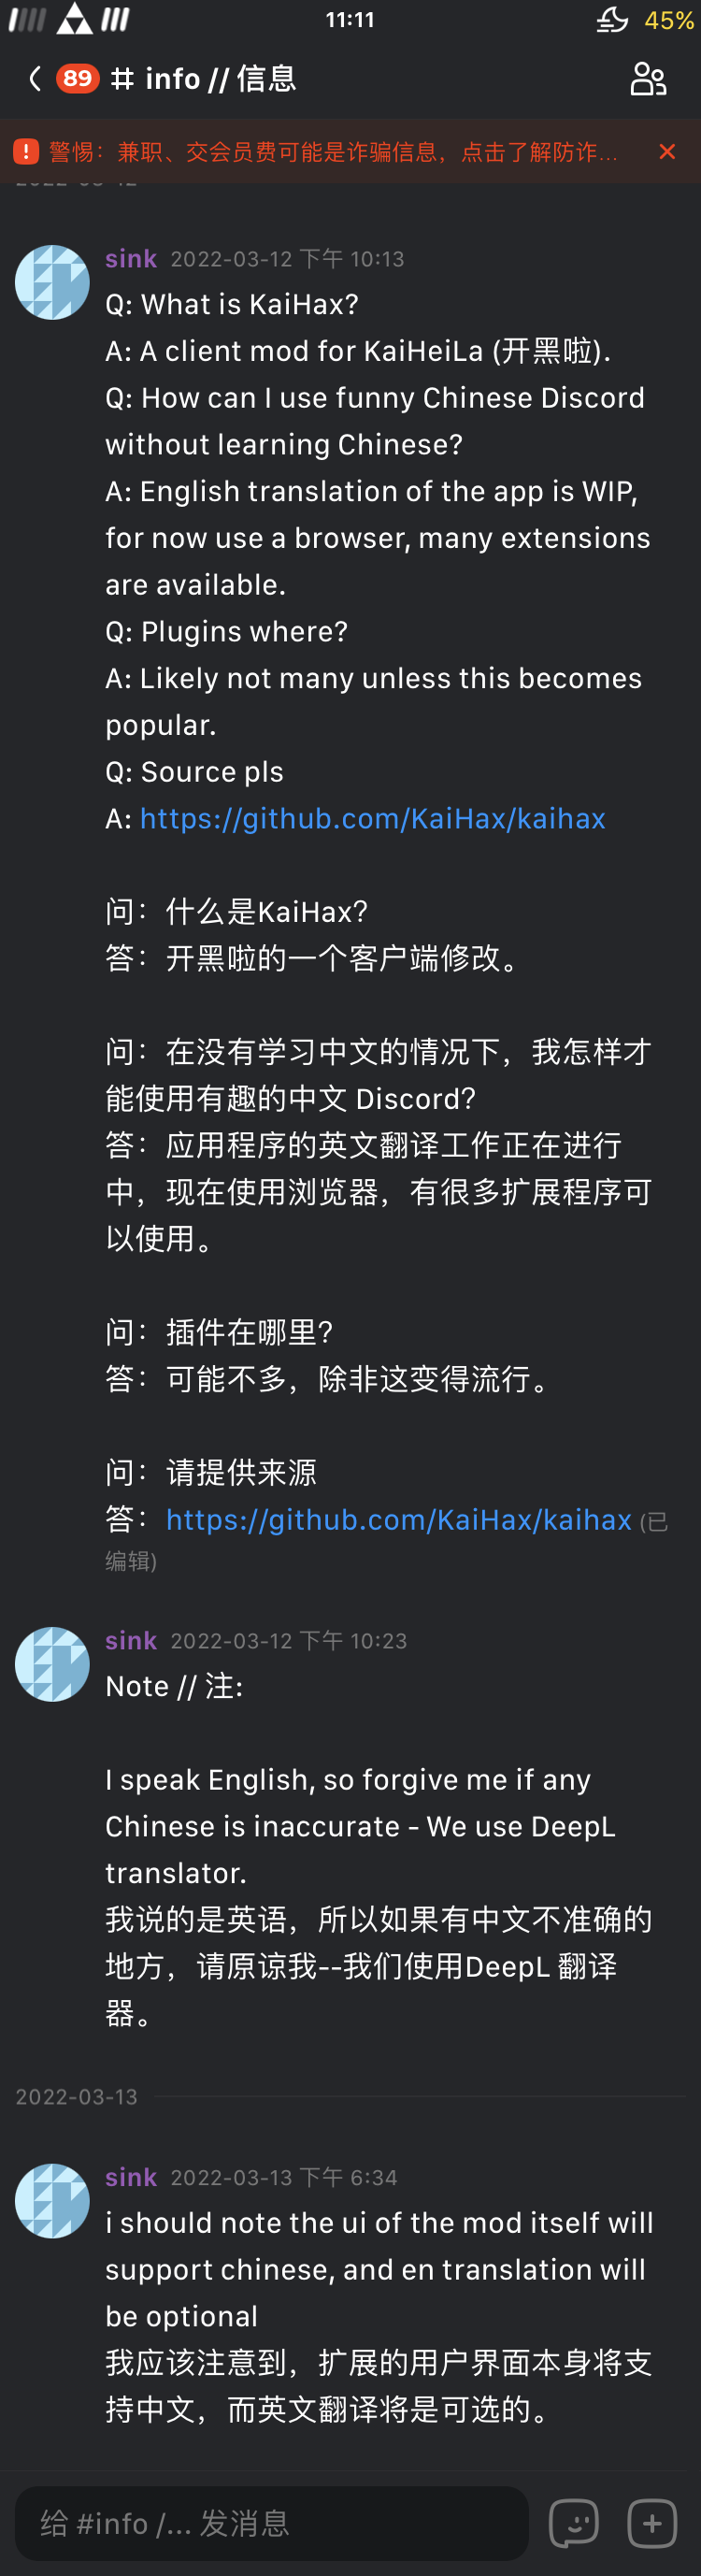 11:11
45%
89 # info // 信息
警惕：兼职、交会员费可能是诈骗信息，点击了解防诈...
2022-03-12
sink 2022-03-12 下午 10:13
Q: What is KaiHax?
A: A client mod for KaiHeiLa (开黑啦).
Q: How can I use funny Chinese Discord
without learning Chinese?
A: English translation of the app is WIP,
for now use a browser, many extensions
are available.
Q: Plugins where?
A: Likely not many unless this becomes
popular.
Q: Source pls
A: https://github.com/KaiHax/kaihax
问：什么是KaiHax?
答：开黑啦的一个客户端修改。
问：在没有学习中文的情况下，我怎样才
能使用有趣的中文 Discord?
答：应用程序的英文翻译工作正在进行
中，现在使用浏览器，有很多扩展程序可
以使用。
问：插件在哪里?
答：可能不多，除非这变得流行。
问：请提供来源
答：https://github.com/KaiHax/kaihax (已
编辑)
sink 2022-03-12 下午 10:23
Note // 注:
I speak English, so forgive me if any
Chinese is inaccurate - We use DeepL
translator.
我说的是英语，所以如果有中文不准确的
地方，请原谅我--我们使用DeepL 翻译
器。
2022-03-13
sink 2022-03-13 下午 6:34
i should note the ui of the mod itself will
support chinese, and en translation will
be optional
我应该注意到，扩展的用户界面本身将支
持中文，而英文翻译将是可选的。
给 #info /... 发消息